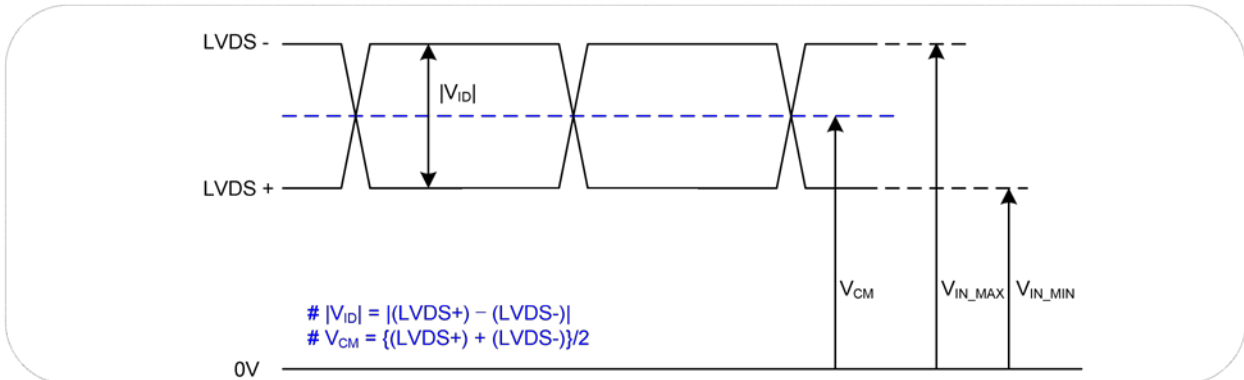 LVDS -
|VID|
LVDS +
VCM
VIN_MAX
VIN_MIN
# |VID| = |(LVDS+) − (LVDS-)|
# VCM = {(LVDS+) + (LVDS-)}/2
0V